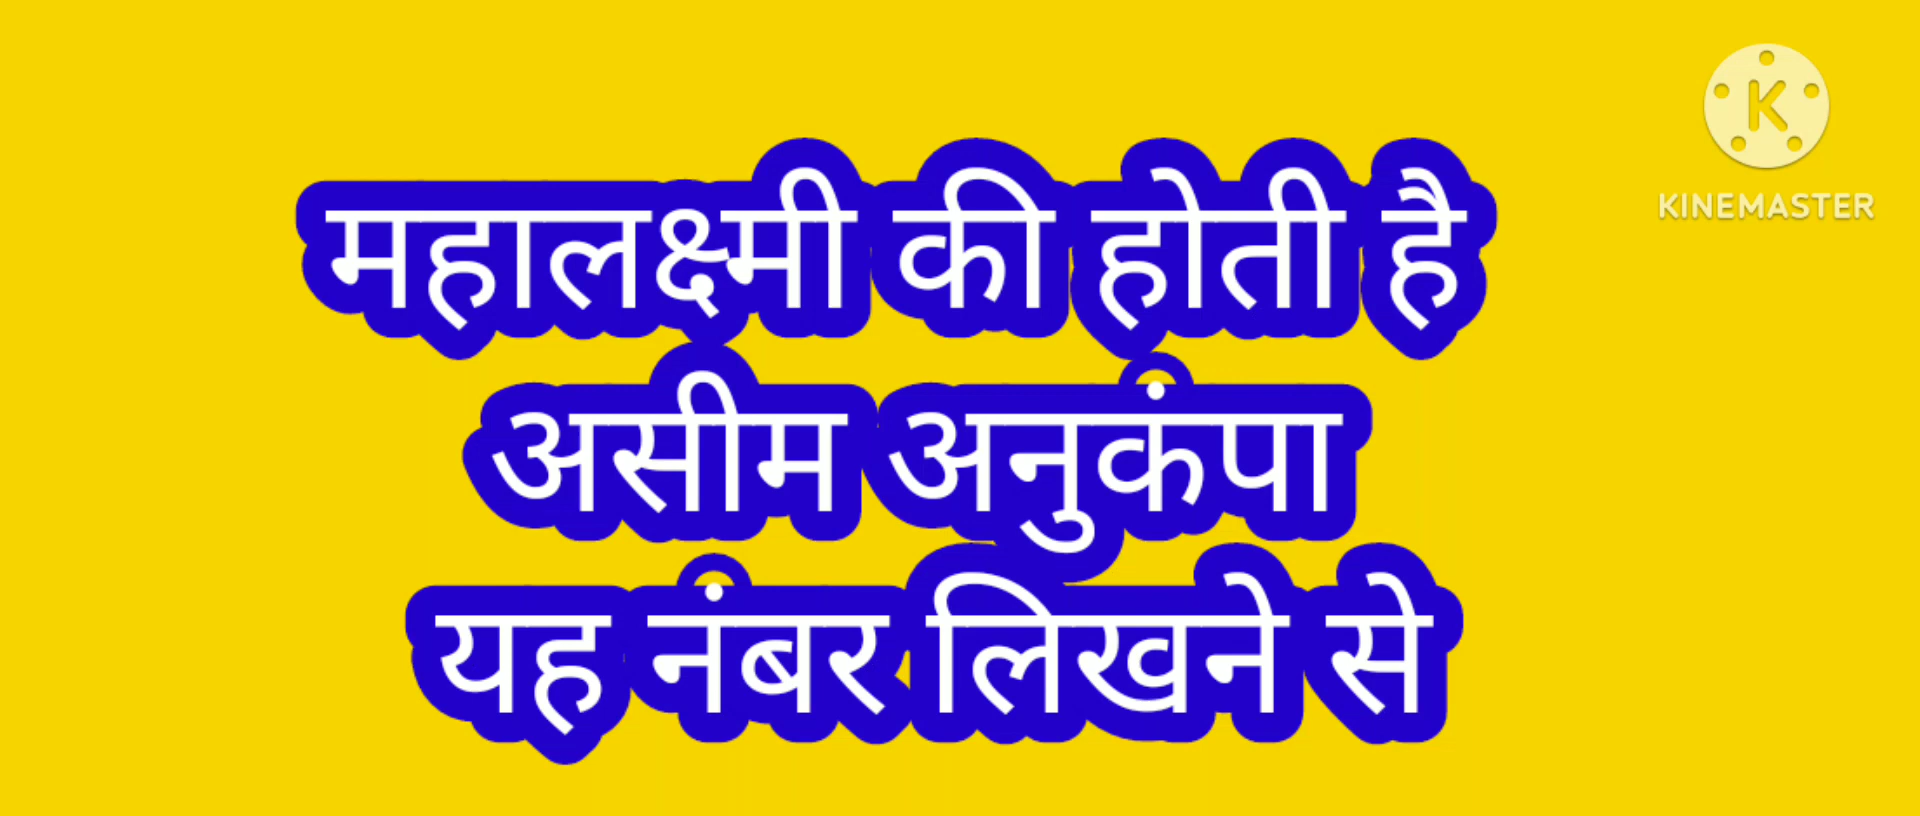 KINEMASTER
महालक्ष्मी की होती है
असीम अनुकंपा
यह नंबर लिखने से